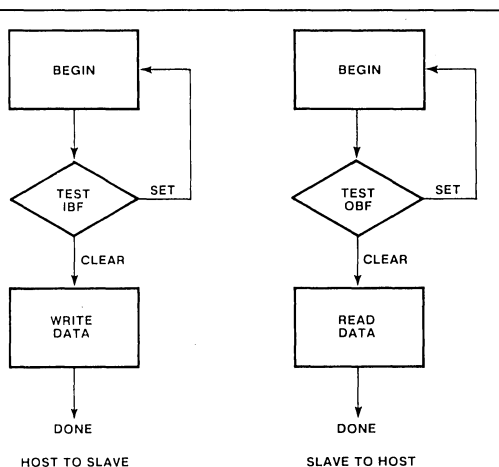 BEGIN
TEST
IBF
SET
CLEAR
WRITE
DATA
DONE
HOST TO SLAVE
BEGIN
TEST
OBF
SET
CLEAR
READ
DATA
DONE
SLAVE TO HOST